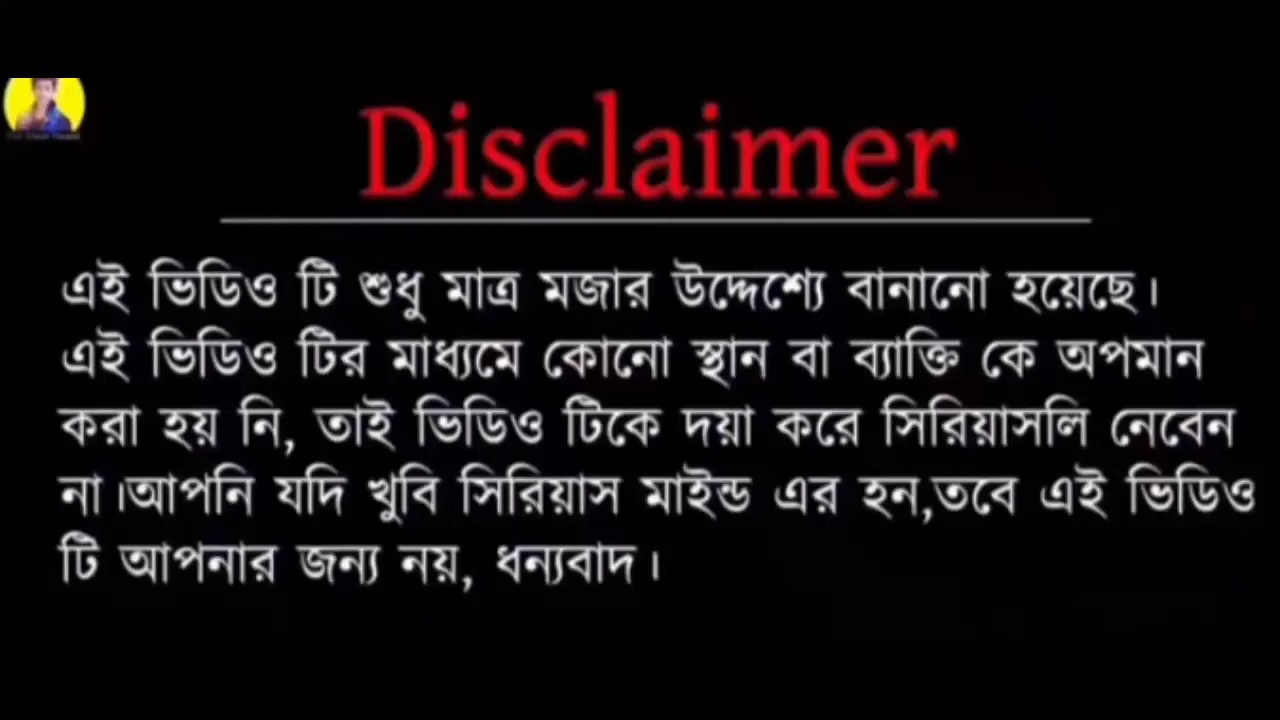 Disclaimer
এই ভিডিও টি শুধু মাত্র মজার উদ্দেশ্যে বানানো হয়েছে।
এই ভিডিও টির মাধ্যমে কোনো স্থান বা ব্যাক্তি কে অপমান
করা হয় নি, তাই ভিডিও টিকে দয়া করে সিরিয়াসলি নেবেন
না।আপনি যদি খুবি সিরিয়াস মাইন্ড এর হন,তবে এই ভিডিও
টি আপনার জন্য নয়, ধন্যবাদ।